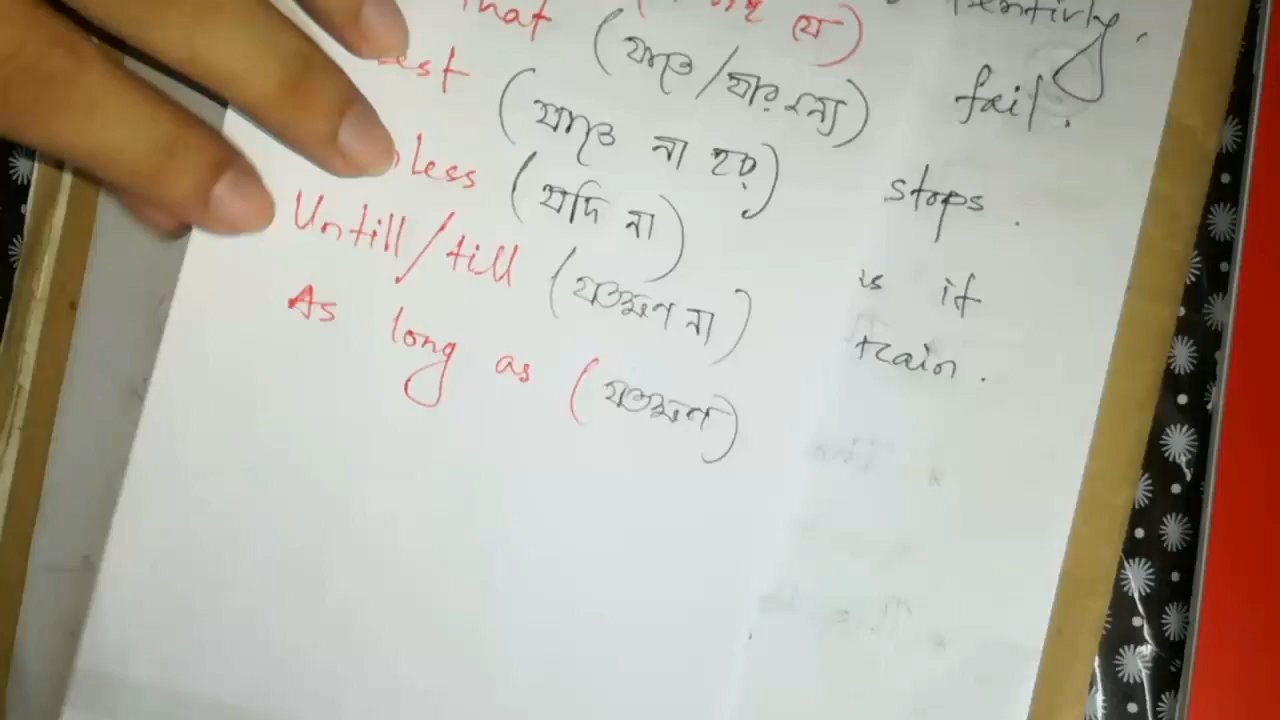 that
(যাতে/যার জন্য) fail.
(যাতে না হয়)
less (যদি না) stops.
Untill/till (যতক্ষণ না) is if
As long as (যতক্ষণ) train.